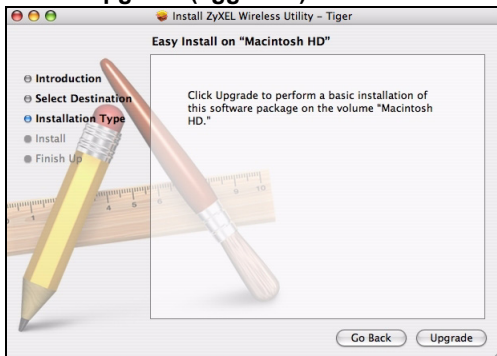 Install ZyXEL Wireless Utility – Tiger
Easy Install on "Macintosh HD"
Introduction
Select Destination
Installation Type
Install
Finish Up
Click Upgrade to perform a basic installation of
this software package on the volume "Macintosh
HD."
Go Back
Upgrade